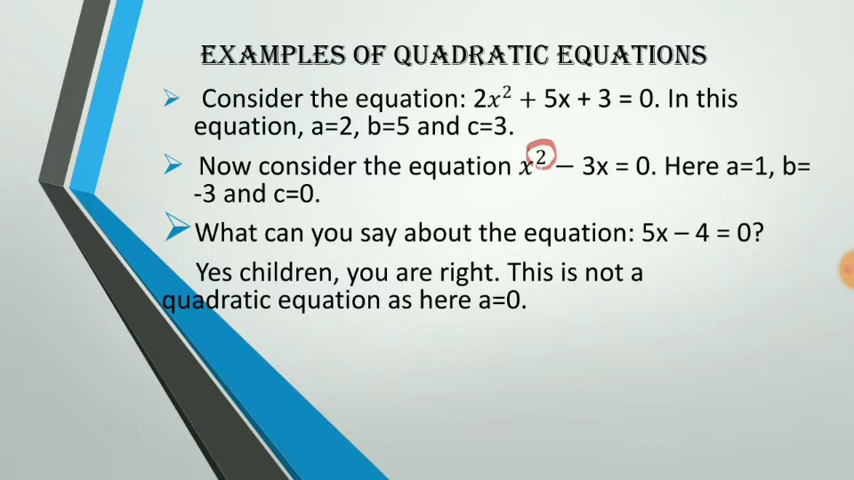 EXAMPLES OF QUADRATIC EQUATIONS
➢ Consider the equation: 2x² + 5x + 3 = 0. In this
equation, a=2, b=5 and c=3.
➢ Now consider the equation x² – 3x = 0. Here a=1, b=
-3 and c=0.
➢ What can you say about the equation: 5x – 4 = 0?
Yes children, you are right. This is not a
quadratic equation as here a=0.